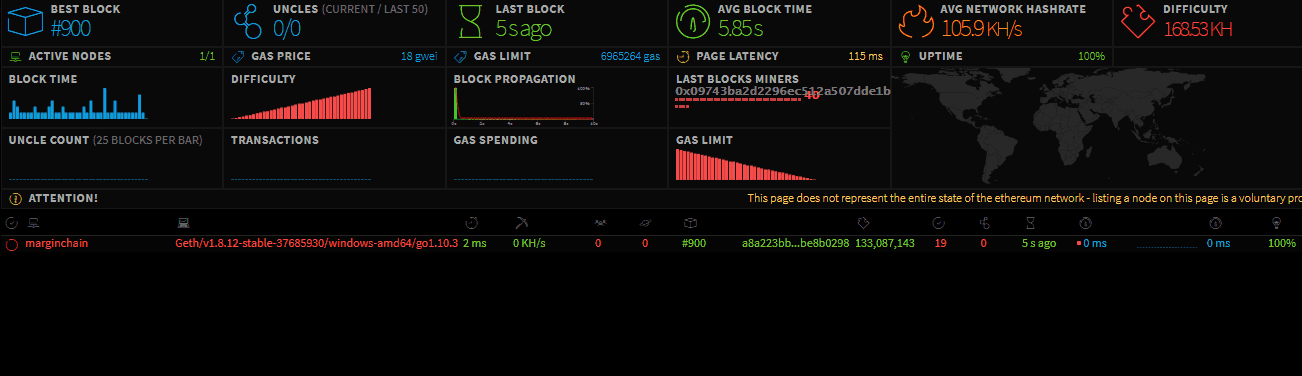 BEST BLOCK
#900
UNCLES (CURRENT / LAST 50)
0/0
LAST BLOCK
5 s ago
AVG BLOCK TIME
5.85 s
AVG NETWORK HASHRATE
105.9 KH/s
DIFFICULTY
168.53 KH
ACTIVE NODES 1/1
GAS PRICE 18 gwei
GAS LIMIT 6965264 gas
PAGE LATENCY 115 ms
UPTIME 100%
BLOCK TIME
DIFFICULTY
BLOCK PROPAGATION
LAST BLOCKS MINERS
0x09743ba2d2296ec512a507dde1b
40
UNCLE COUNT (25 BLOCKS PER BAR)
TRANSACTIONS
GAS SPENDING
GAS LIMIT
ATTENTION!
This page does not represent the entire state of the ethereum network - listing a node on this page is a voluntary pro
marginchain Geth/v1.8.12-stable-37685930/windows-amd64/go1.10.3 2 ms 0 KH/s 0 0 #900 a8a223bb...be8b0298 133,087,143 19 0 5 s ago 0 ms 0 ms 100%